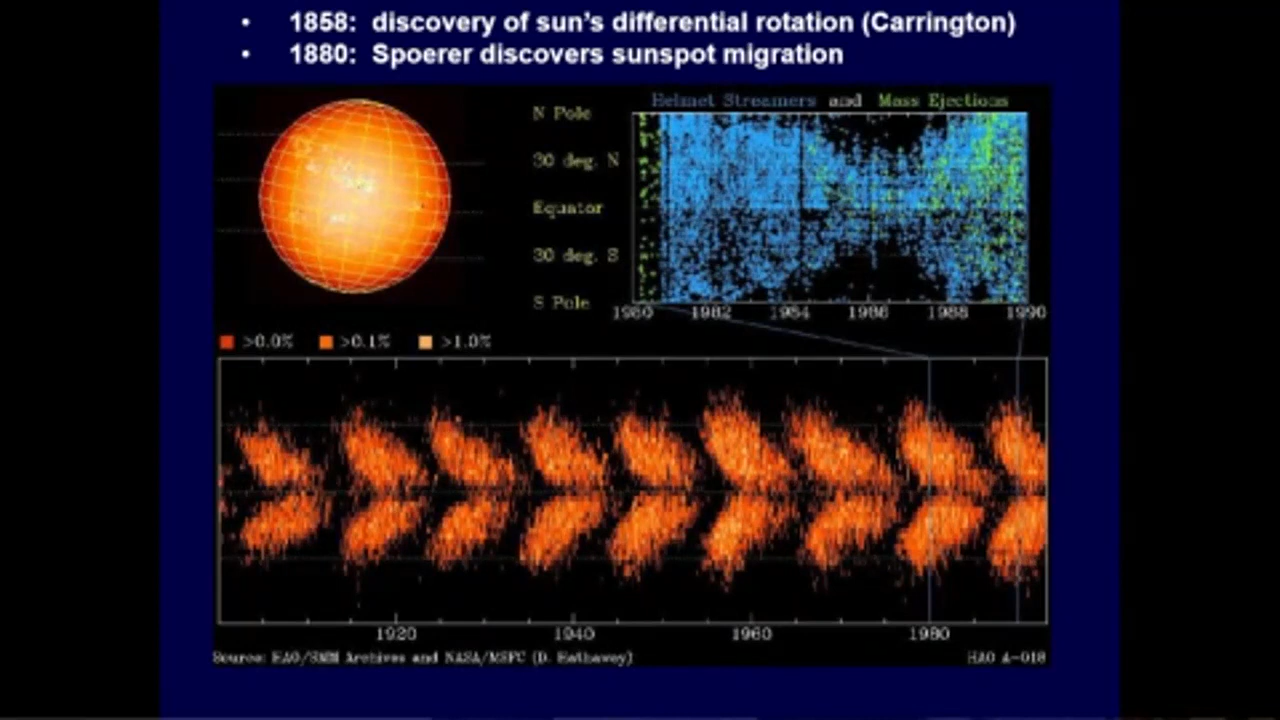 • 1858: discovery of sun's differential rotation (Carrington)
• 1880: Spoerer discovers sunspot migration
Helmet Streamers and Mass Ejections
N Pole
30 deg. N
Equator
30 deg. S
S Pole
1980 1982 1984 1986 1988 1990
>0.0% >0.1% >1.0%
1920 1940 1960 1980
Source: HAO/SMM Archives and NASA/MSFC (D. Hathaway)
HAO A-018